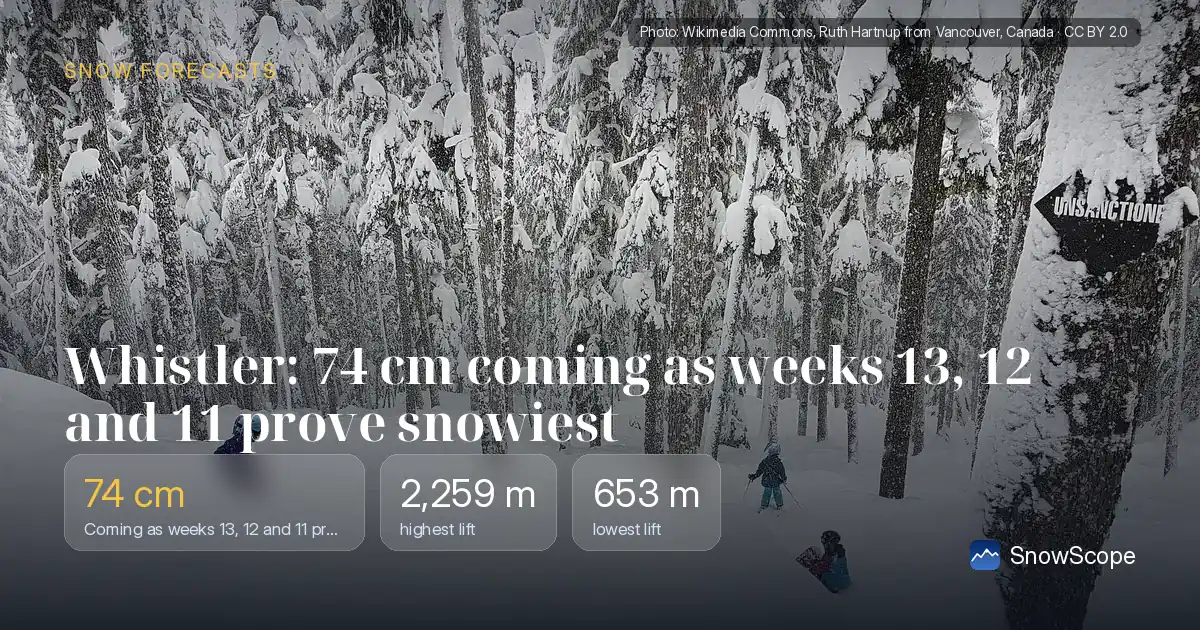 Photo: Wikimedia Commons, Ruth Hartnup from Vancouver, Canada · CC BY 2.0
SNOW FORECASTS
UNSANCTIONE
Whistler: 74 cm coming as weeks 13, 12
and 11 prove snowiest
74 cm
Coming as weeks 13, 12 and 11 pr...
2,259 m
highest lift
653 m
lowest lift
SnowScope